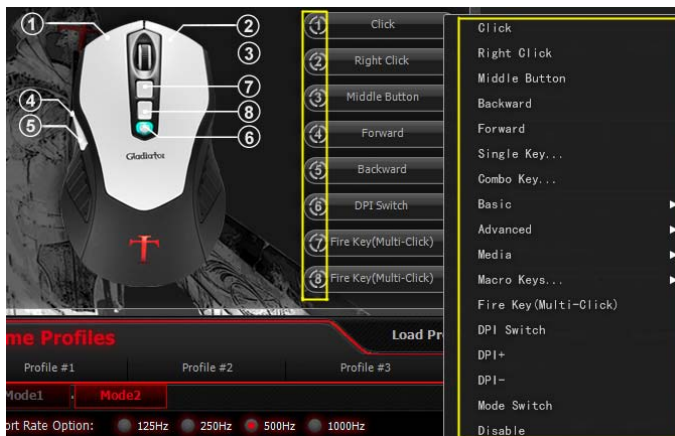 1
2
3
7
4
8
5
6
Gladiator
1 Click
2 Right Click
3 Middle Button
4 Forward
5 Backward
6 DPI Switch
7 Fire Key(Multi-Click)
8 Fire Key(Multi-Click)
Click
Right Click
Middle Button
Backward
Forward
Single Key...
Combo Key...
Basic
Advanced
Media
Macro Keys...
Fire Key(Multi-Click)
DPI Switch
DPI+
DPI-
Mode Switch
Disable
me Profiles
Load Pr
Profile #1
Profile #2
Profile #3
Mode1
Mode2
ort Rate Option:
125Hz
250Hz
500Hz
1000Hz